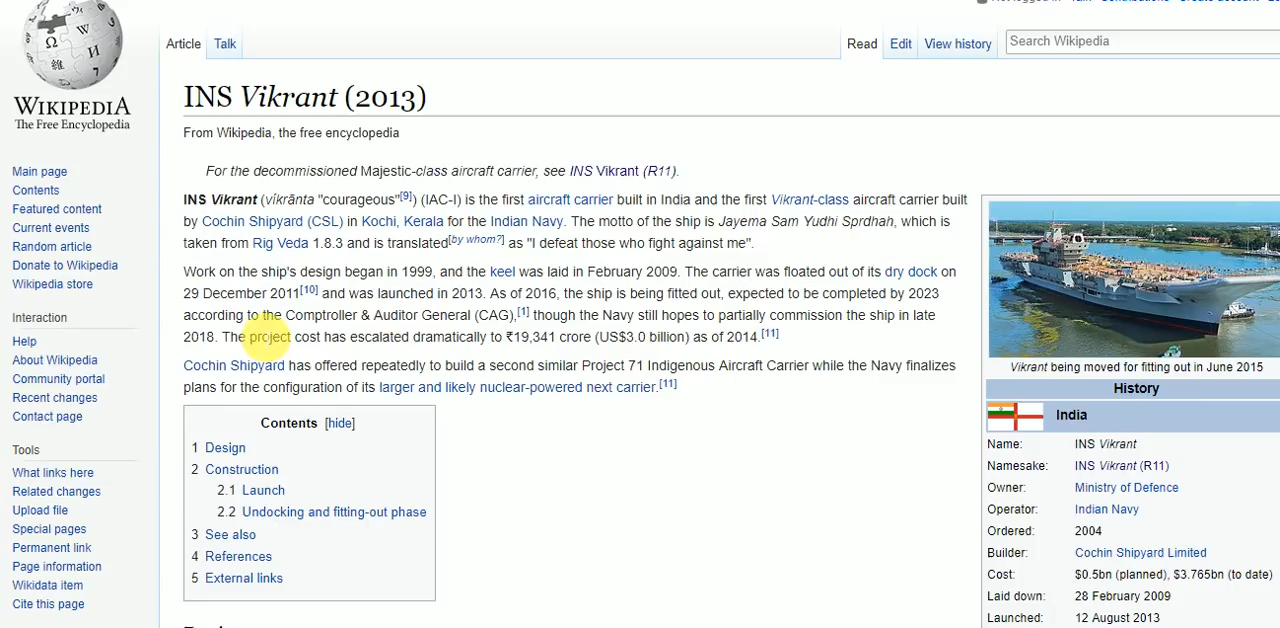 Talk Contributions Create account
Article Talk
Read Edit View history Search Wikipedia
WIKIPEDIA
The Free Encyclopedia
Main page
Contents
Featured content
Current events
Random article
Donate to Wikipedia
Wikipedia store
Interaction
Help
About Wikipedia
Community portal
Recent changes
Contact page
Tools
What links here
Related changes
Upload file
Special pages
Permanent link
Page information
Wikidata item
Cite this page
INS Vikrant (2013)
From Wikipedia, the free encyclopedia
For the decommissioned Majestic-class aircraft carrier, see INS Vikrant (R11).
INS Vikrant (vikrānta "courageous"[9]) (IAC-I) is the first aircraft carrier built in India and the first Vikrant-class aircraft carrier built
by Cochin Shipyard (CSL) in Kochi, Kerala for the Indian Navy. The motto of the ship is Jayema Sam Yudhi Sprdhah, which is
taken from Rig Veda 1.8.3 and is translated[by whom?] as "I defeat those who fight against me".
Work on the ship's design began in 1999, and the keel was laid in February 2009. The carrier was floated out of its dry dock on
29 December 2011[10] and was launched in 2013. As of 2016, the ship is being fitted out, expected to be completed by 2023
according to the Comptroller & Auditor General (CAG),[1] though the Navy still hopes to partially commission the ship in late
2018. The project cost has escalated dramatically to ₹19,341 crore (US$3.0 billion) as of 2014.[11]
Cochin Shipyard has offered repeatedly to build a second similar Project 71 Indigenous Aircraft Carrier while the Navy finalizes
plans for the configuration of its larger and likely nuclear-powered next carrier.[11]
Contents [hide]
1 Design
2 Construction
2.1 Launch
2.2 Undocking and fitting-out phase
3 See also
4 References
5 External links
Vikrant being moved for fitting out in June 2015
History
India
Name: INS Vikrant
Namesake: INS Vikrant (R11)
Owner: Ministry of Defence
Operator: Indian Navy
Ordered: 2004
Builder: Cochin Shipyard Limited
Cost: $0.5bn (planned), $3.765bn (to date)
Laid down: 28 February 2009
Launched: 12 August 2013